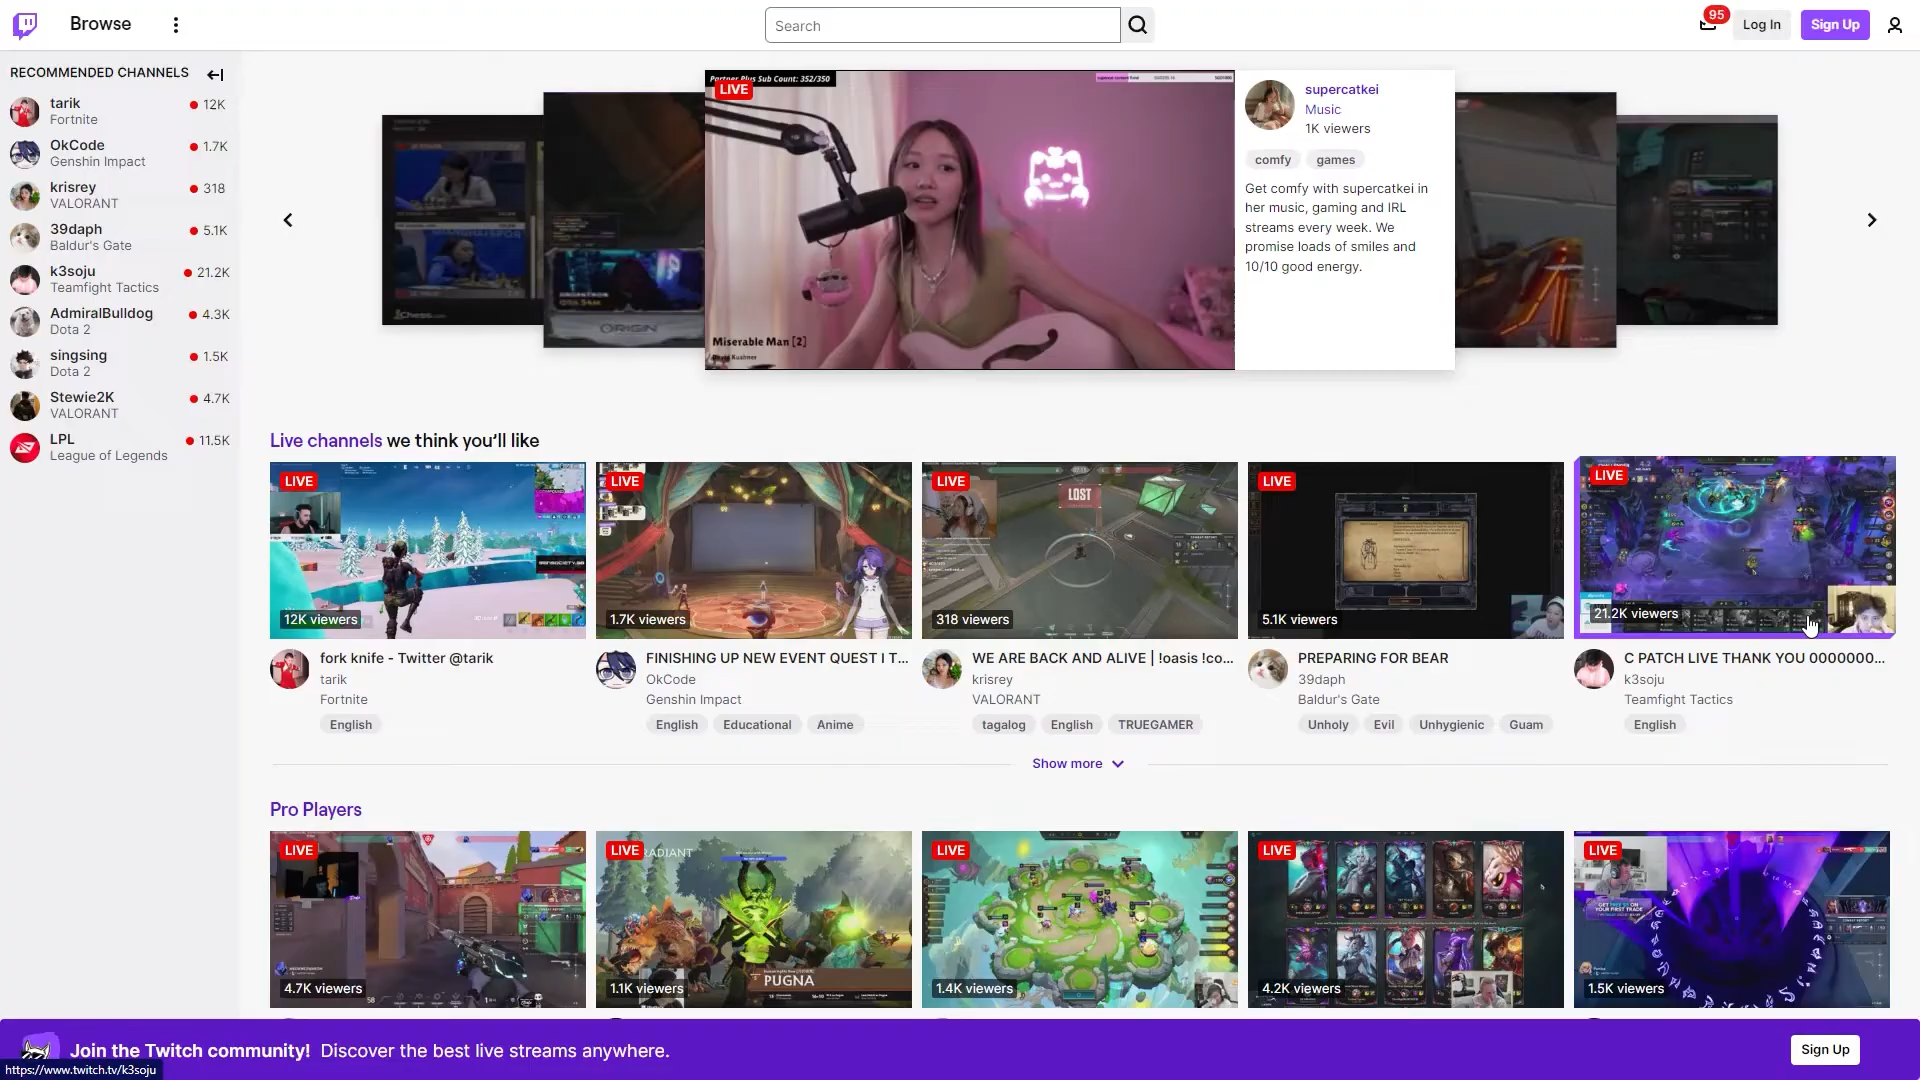 Browse
Search
95
Log In
Sign Up
RECOMMENDED CHANNELS
tarik
12K
Fortnite
OkCode
1.7K
Genshin Impact
krisrey
318
VALORANT
39daph
5.1K
Baldur's Gate
k3soju
21.2K
Teamfight Tactics
AdmiralBulldog
4.3K
Dota 2
singsing
1.5K
Dota 2
Stewie2K
4.7K
VALORANT
LPL
11.5K
League of Legends
Partner Plus Sub Count: 352/350
LIVE
Miserable Man [2]
ORIGIN
Chess.com
supercatkei
Music
1K viewers
comfy
games
Get comfy with supercatkei in
her music, gaming and IRL
streams every week. We
promise loads of smiles and
10/10 good energy.
Live channels we think you'll like
LIVE
12K viewers
fork knife - Twitter @tarik
tarik
Fortnite
English
LIVE
1.7K viewers
FINISHING UP NEW EVENT QUEST I T...
OkCode
Genshin Impact
English
Educational
Anime
LIVE
LOST
318 viewers
WE ARE BACK AND ALIVE | !oasis !co...
krisrey
VALORANT
tagalog
English
TRUEGAMER
LIVE
5.1K viewers
PREPARING FOR BEAR
39daph
Baldur's Gate
Unholy
Evil
Unhygienic
Guam
LIVE
21.2K viewers
C PATCH LIVE THANK YOU 0000000...
k3soju
Teamfight Tactics
English
Show more
Pro Players
LIVE
4.7K viewers
LIVE
RADIANT
PUGNA
1.1K viewers
LIVE
1.4K viewers
LIVE
4.2K viewers
LIVE
1.5K viewers
Join the Twitch community! Discover the best live streams anywhere.
Sign Up
https://www.twitch.tv/k3soju